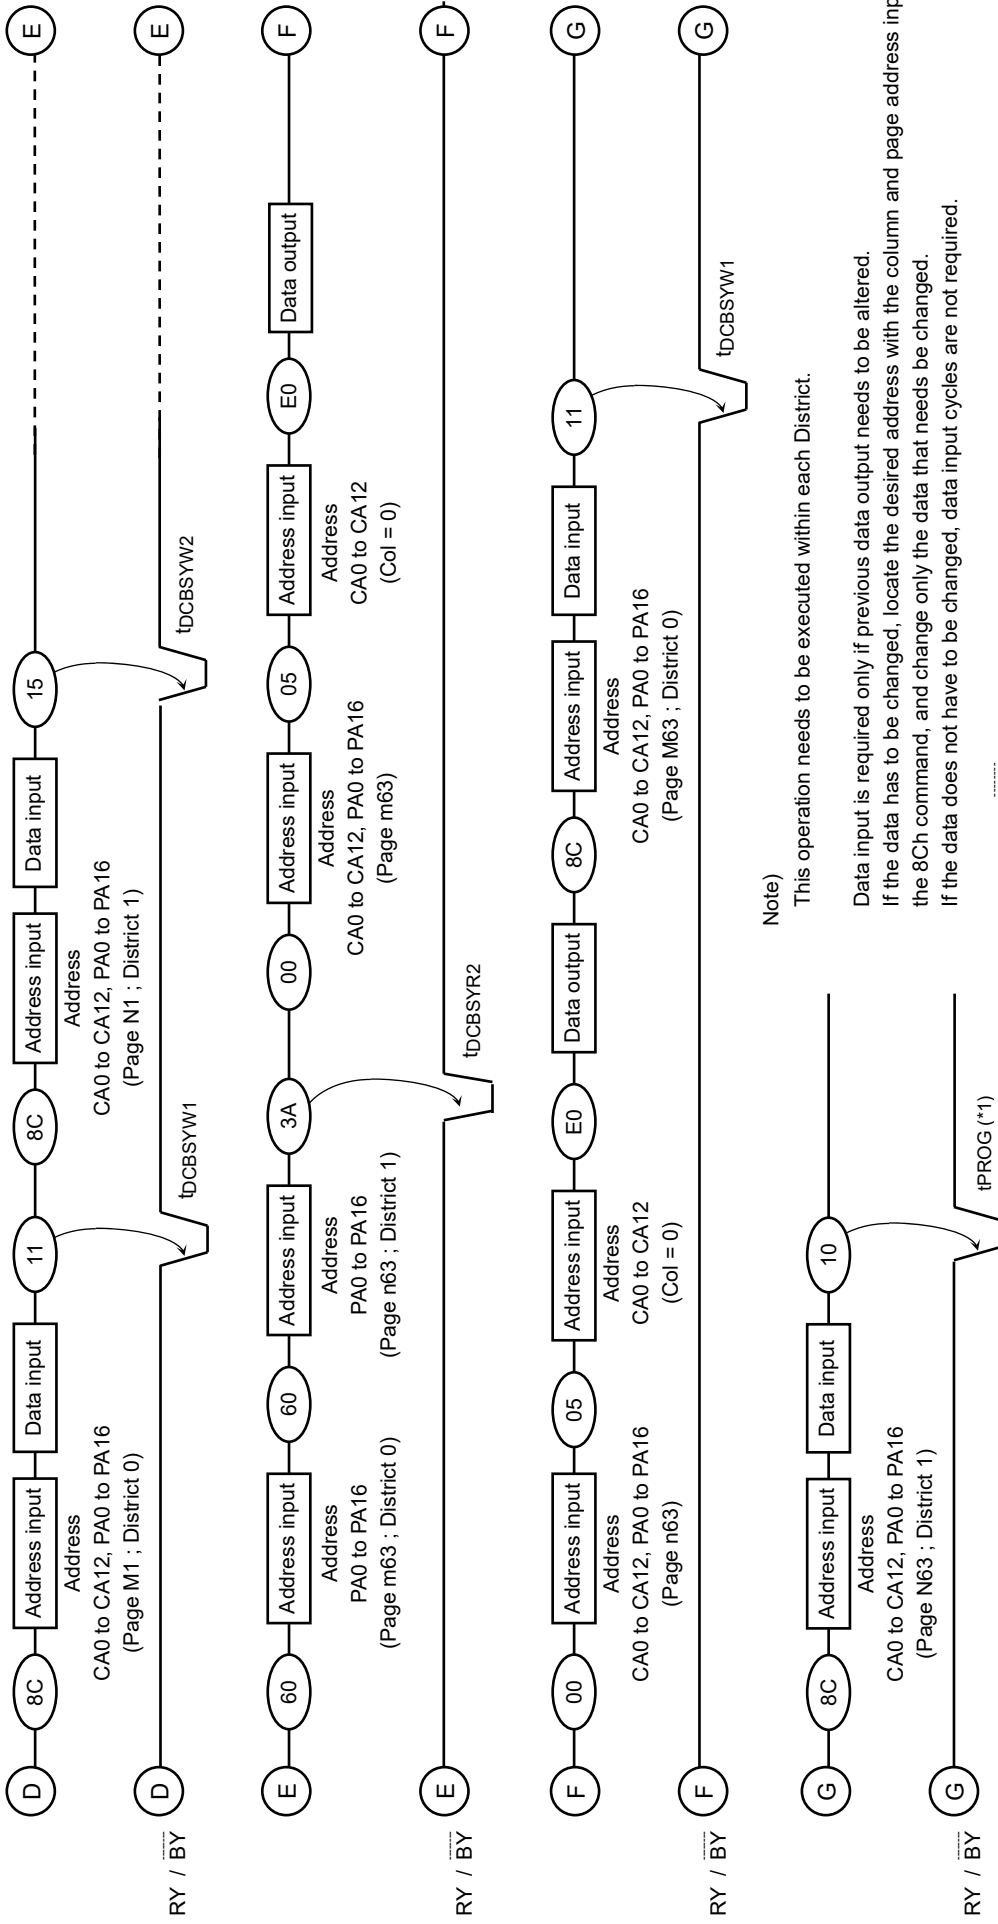 D 8C Address input Data input 11 8C Address input Data input 15 E
Address Address
CA0 to CA12, PA0 to PA16 CA0 to CA12, PA0 to PA16
(Page M1 ; District 0) (Page N1 ; District 1)
D E
RY / BY tDCBSYW1 tDCBSYW2
E 60 Address input 60 Address input 3A 00 Address input 05 Address input E0 Data output F
Address Address Address Address
PA0 to PA16 PA0 to PA16 CA0 to CA12, PA0 to PA16 CA0 to CA12
(Page m63 ; District 0) (Page n63 ; District 1) (Page m63) (Col = 0)
E F
RY / BY tDCBSYR2
F 00 Address input 05 Address input E0 Data output 8C Address input Data input 11 G
Address Address Address
CA0 to CA12, PA0 to PA16 CA0 to CA12 CA0 to CA12, PA0 to PA16
(Page n63) (Col = 0) (Page M63 ; District 0)
F G
RY / BY tDCBSYW1
G 8C Address input Data input 10
Address
CA0 to CA12, PA0 to PA16
(Page N63 ; District 1)
G
RY / BY tPROG (*1)
Note)
This operation needs to be executed within each District.
Data input is required only if previous data output needs to be altered.
If the data has to be changed, locate the desired address with the column and page address
the 8Ch command, and change only the data that needs be changed.
If the data does not have to be changed, data input cycles are not required.